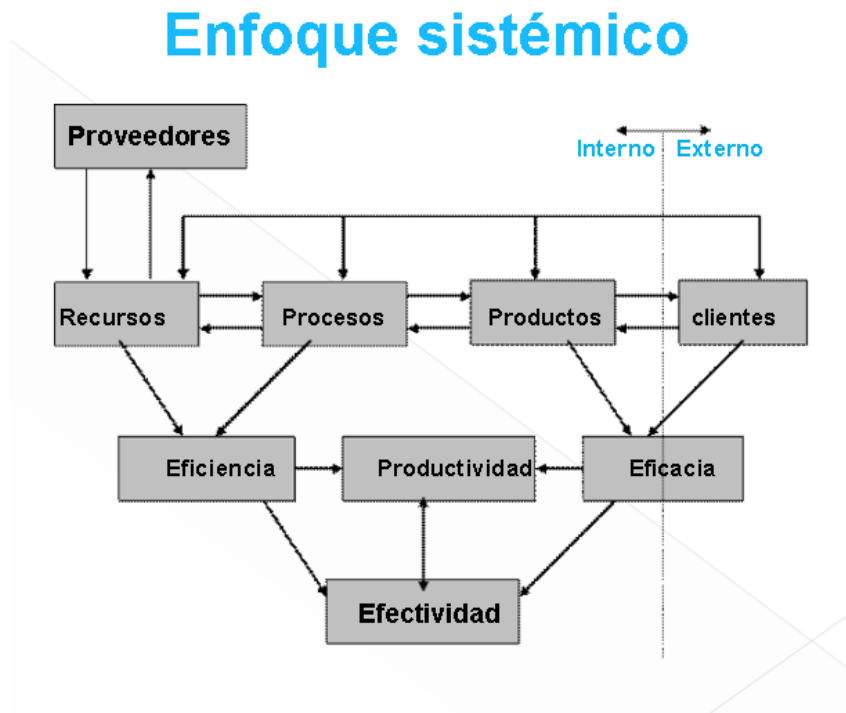 Enfoque sistémico
Proveedores
Interno Externo
Recursos Procesos Productos clientes
Eficiencia Productividad Eficacia
Efectividad